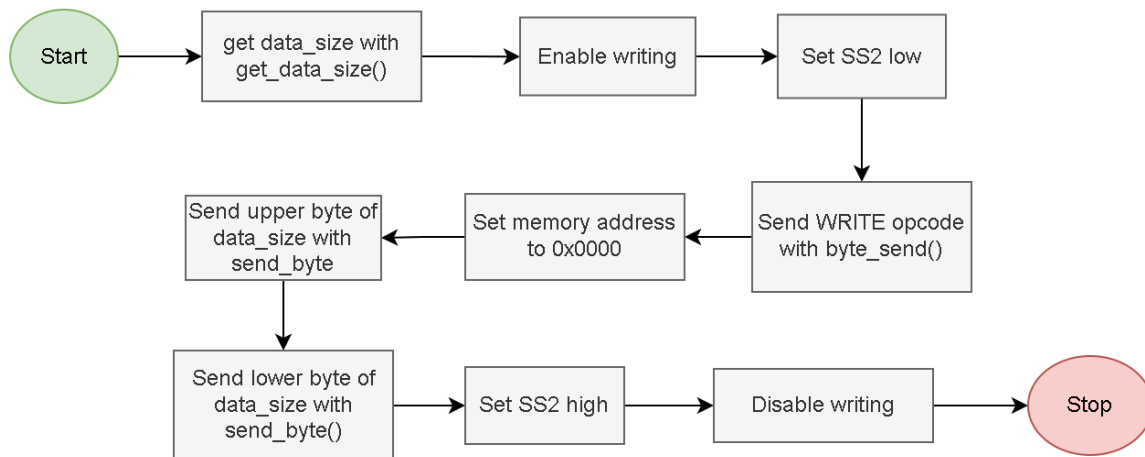 Start
get data_size with
get_data_size()
Enable writing
Set SS2 low
Send WRITE opcode
with byte_send()
Set memory address
to 0x0000
Send upper byte of
data_size with
send_byte
Send lower byte of
data_size with
send_byte()
Set SS2 high
Disable writing
Stop